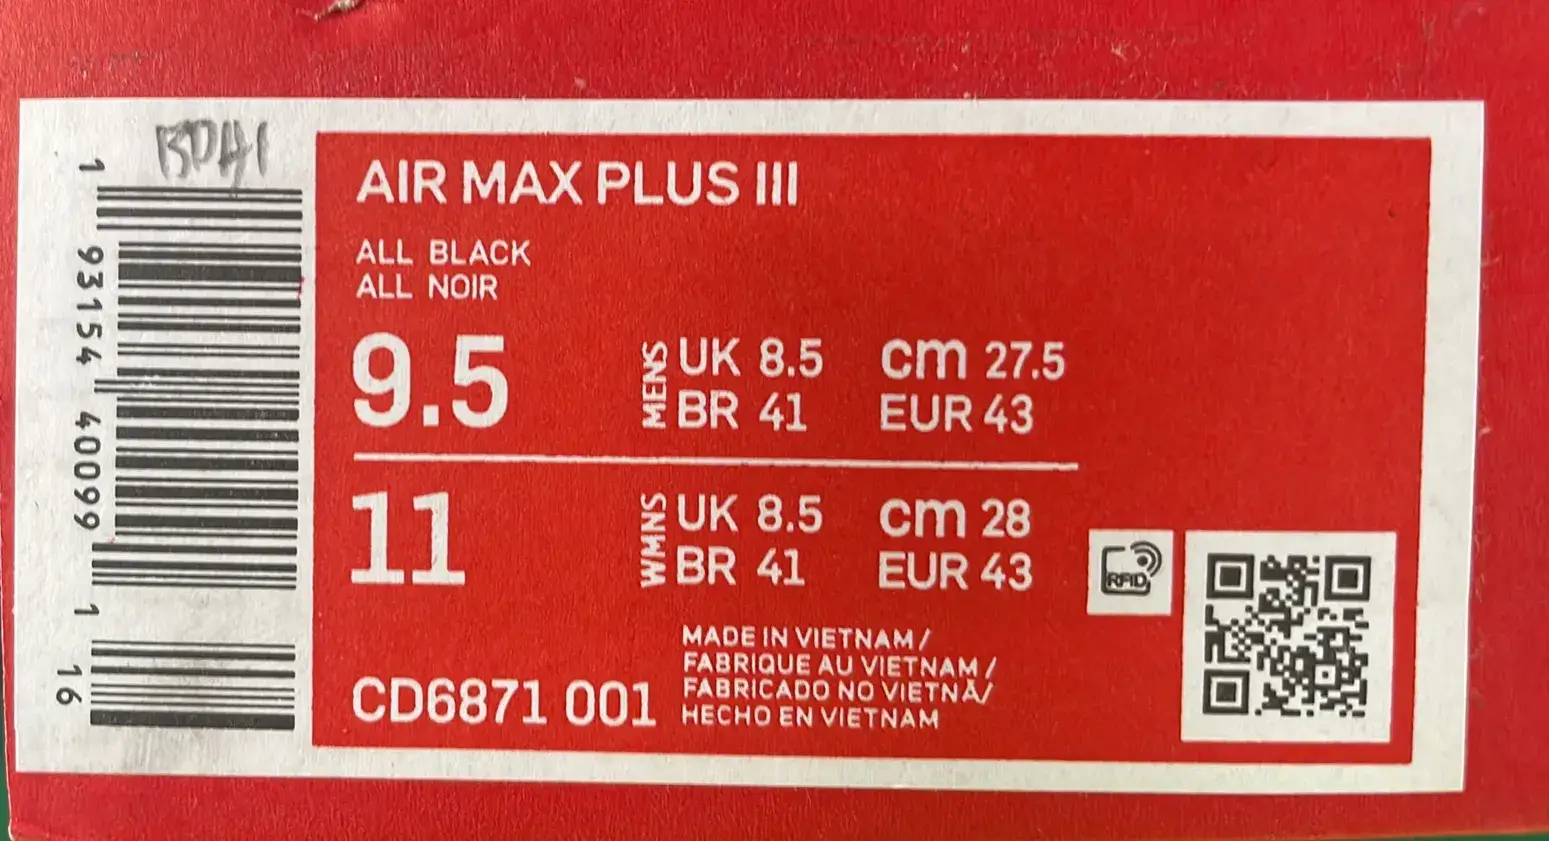 BDH1
1 93154 40099 1 16
AIR MAX PLUS III
ALL BLACK
ALL NOIR
9.5
MENS
UK 8.5 cm 27.5
BR 41 EUR 43
11
WMNS
UK 8.5 cm 28
BR 41 EUR 43
RFID
CD6871 001
MADE IN VIETNAM /
FABRIQUE AU VIETNAM /
FABRICADO NO VIETNÃ/
HECHO EN VIETNAM